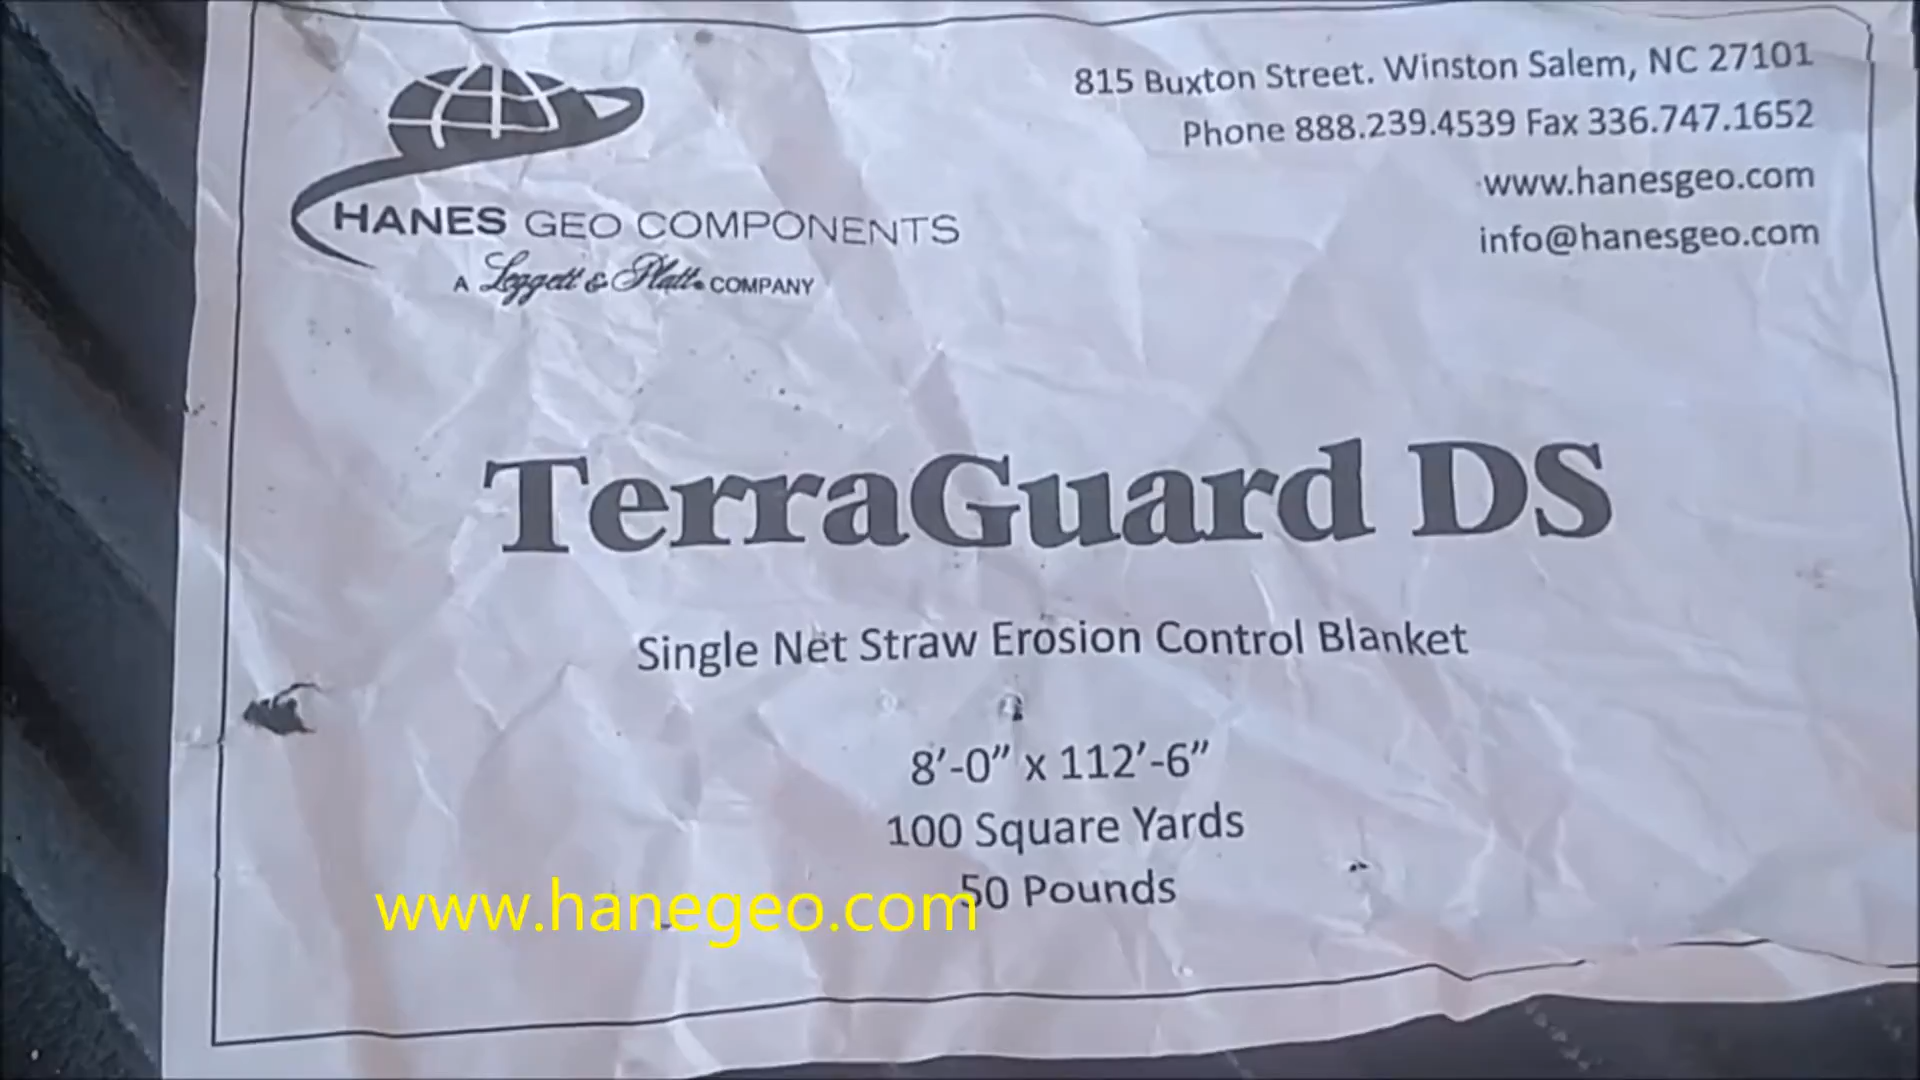 815 Buxton Street. Winston Salem, NC 27101
Phone 888.239.4539 Fax 336.747.1652
www.hanesgeo.com
info@hanesgeo.com
HANES GEO COMPONENTS
A Leggett & Platt. COMPANY
TerraGuard DS
Single Net Straw Erosion Control Blanket
8'-0" x 112'-6"
100 Square Yards
50 Pounds
www.hanegeo.com